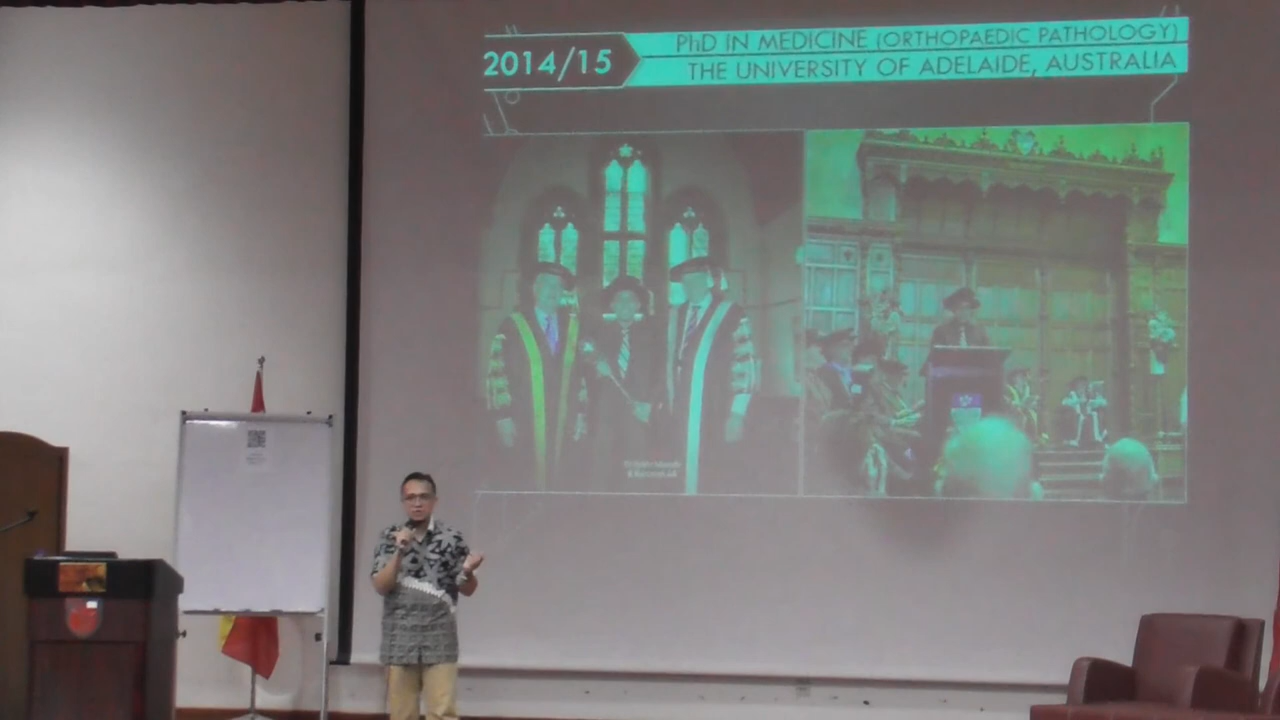 2014/15
PhD IN MEDICINE (ORTHOPAEDIC PATHOLOGY)
THE UNIVERSITY OF ADELAIDE, AUSTRALIA